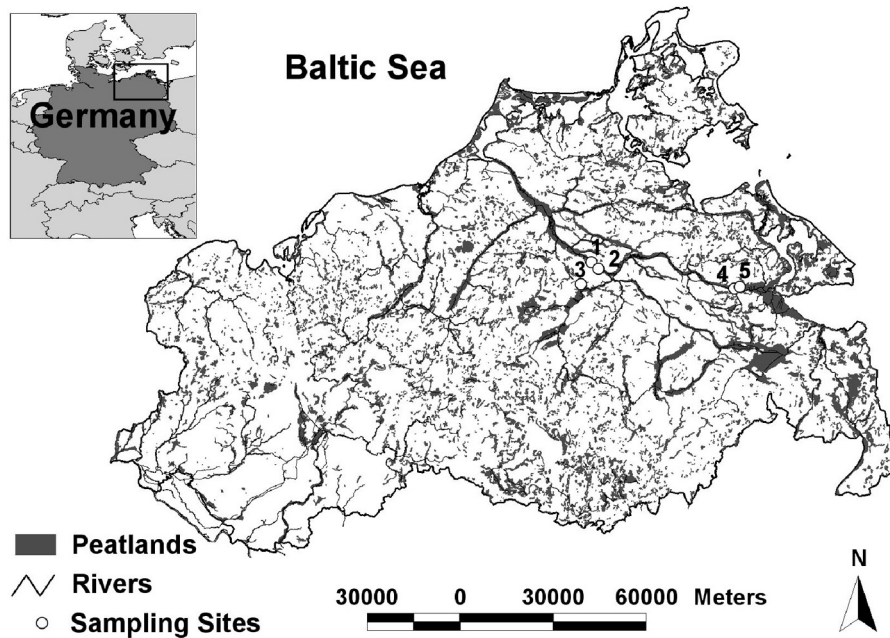 Baltic Sea
Germany
1
2
3
4 5
Peatlands
Rivers
Sampling Sites
30000 0 30000 60000 Meters
N